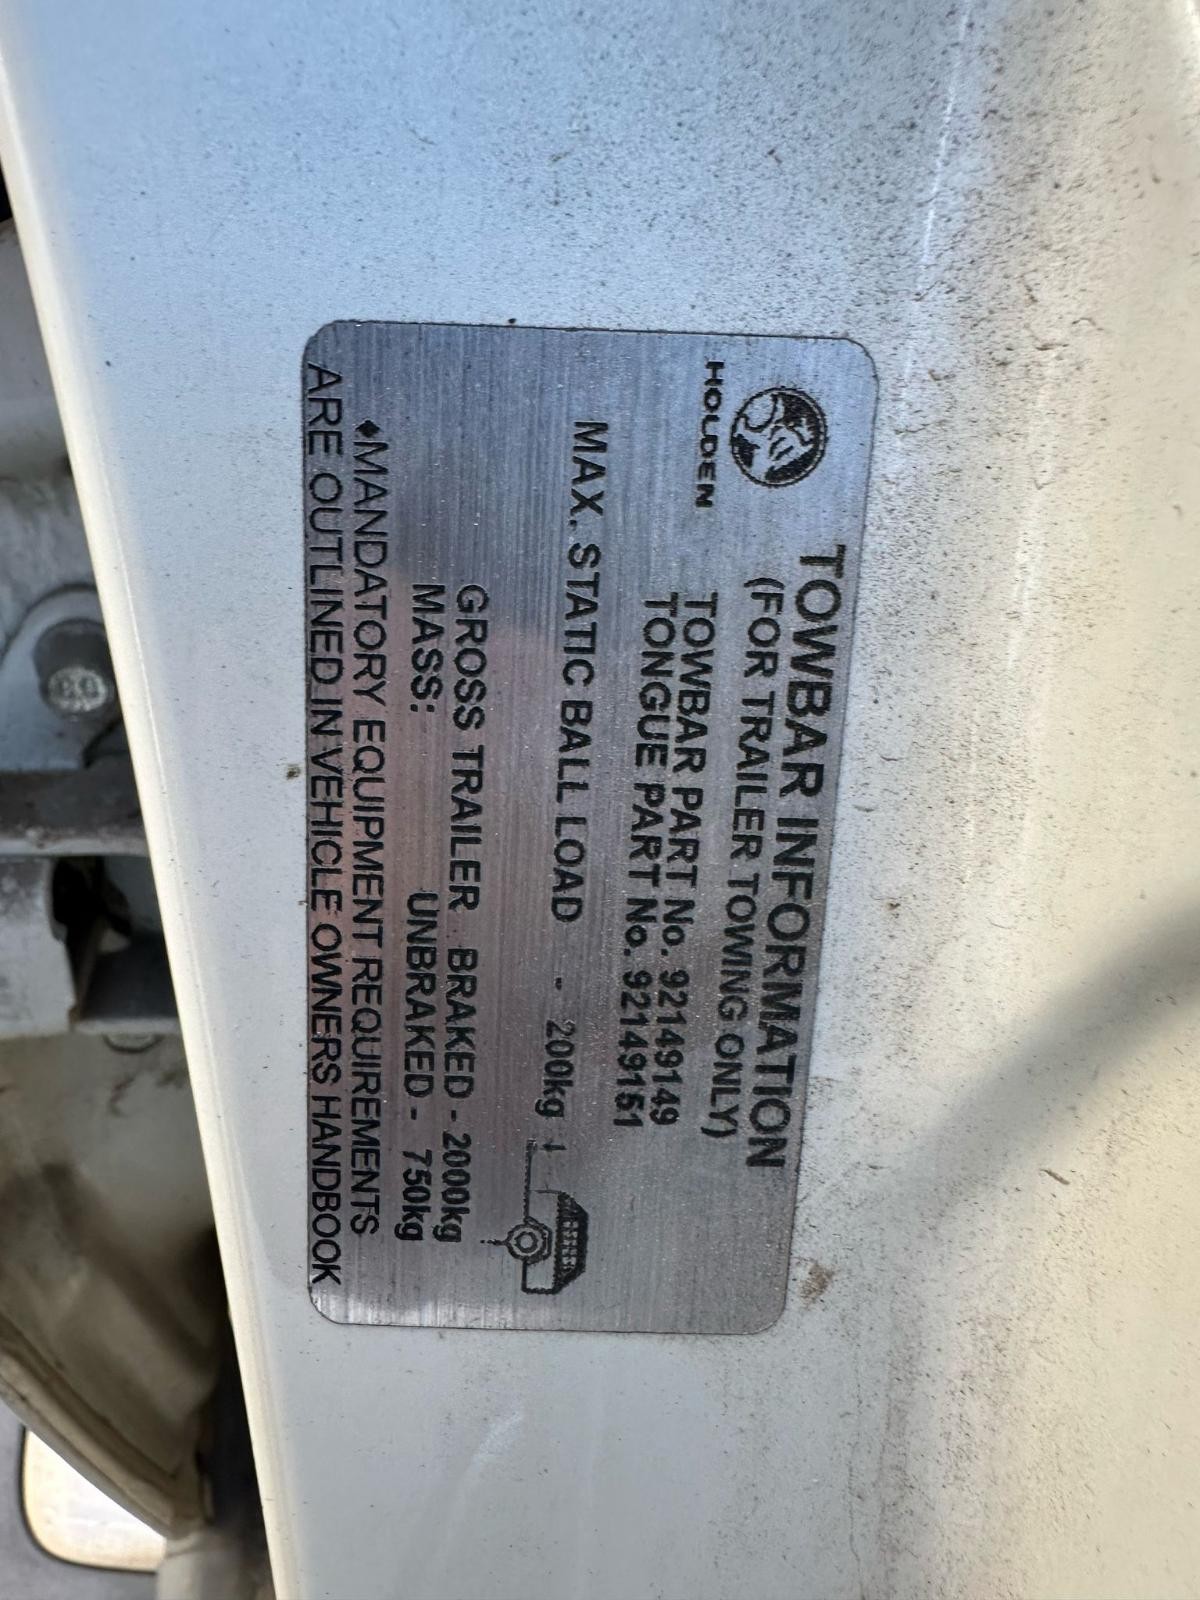 HOLDEN
TOWBAR INFORMATION
(FOR TRAILER TOWING ONLY)
TOWBAR PART No. 92149149
TONGUE PART No. 92149151
MAX. STATIC BALL LOAD - 200kg
GROSS TRAILER BRAKED - 2000kg
MASS: UNBRAKED - 750kg
♦MANDATORY EQUIPMENT REQUIREMENTS
ARE OUTLINED IN VEHICLE OWNERS HANDBOOK